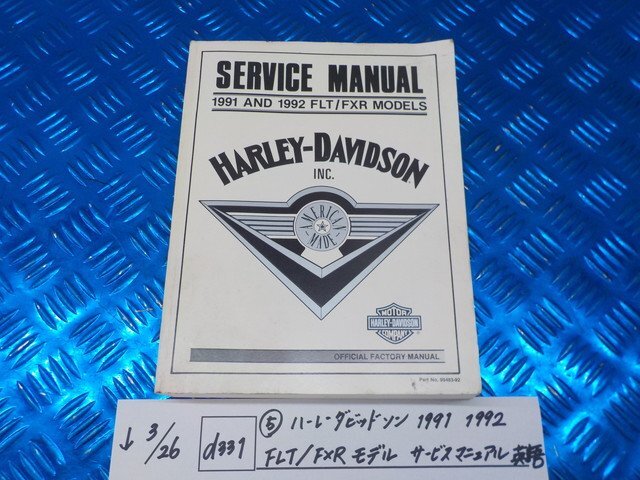 SERVICE MANUAL
1991 AND 1992 FLT/FXR MODELS
HARLEY-DAVIDSON
INC.
AMERICAN MADE
MOTOR
HARLEY-DAVIDSON
COMPANY
OFFICIAL FACTORY MANUAL
Part No. 99483-92
↓ 3/26 d331 ⑤ ハーレーダビッドソン 1991 1992
FLT/FXR モデル サービスマニュアル 英語